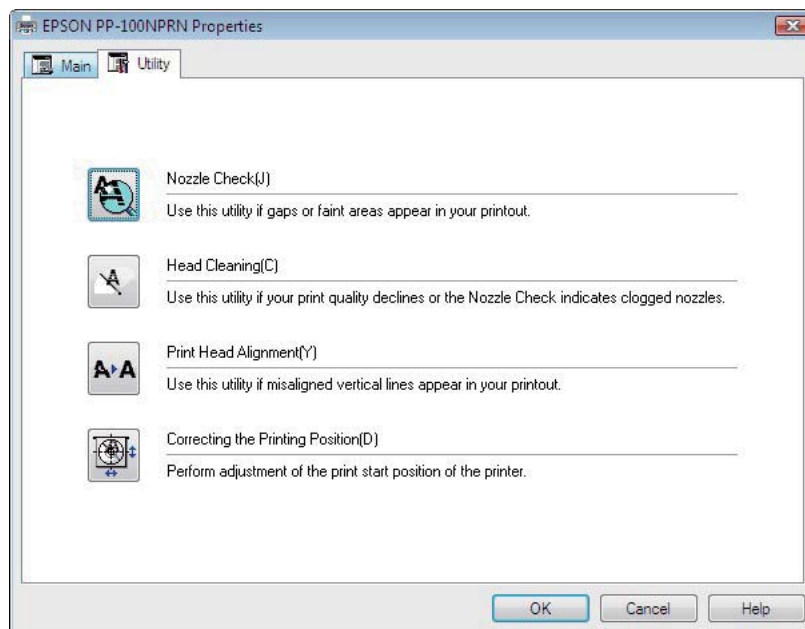 EPSON PP-100NPRN Properties
Main
Utility
Nozzle Check(J)
Use this utility if gaps or faint areas appear in your printout.
Head Cleaning(C)
Use this utility if your print quality declines or the Nozzle Check indicates clogged nozzles.
Print Head Alignment(Y)
Use this utility if misaligned vertical lines appear in your printout.
Correcting the Printing Position(D)
Perform adjustment of the print start position of the printer.
OK
Cancel
Help